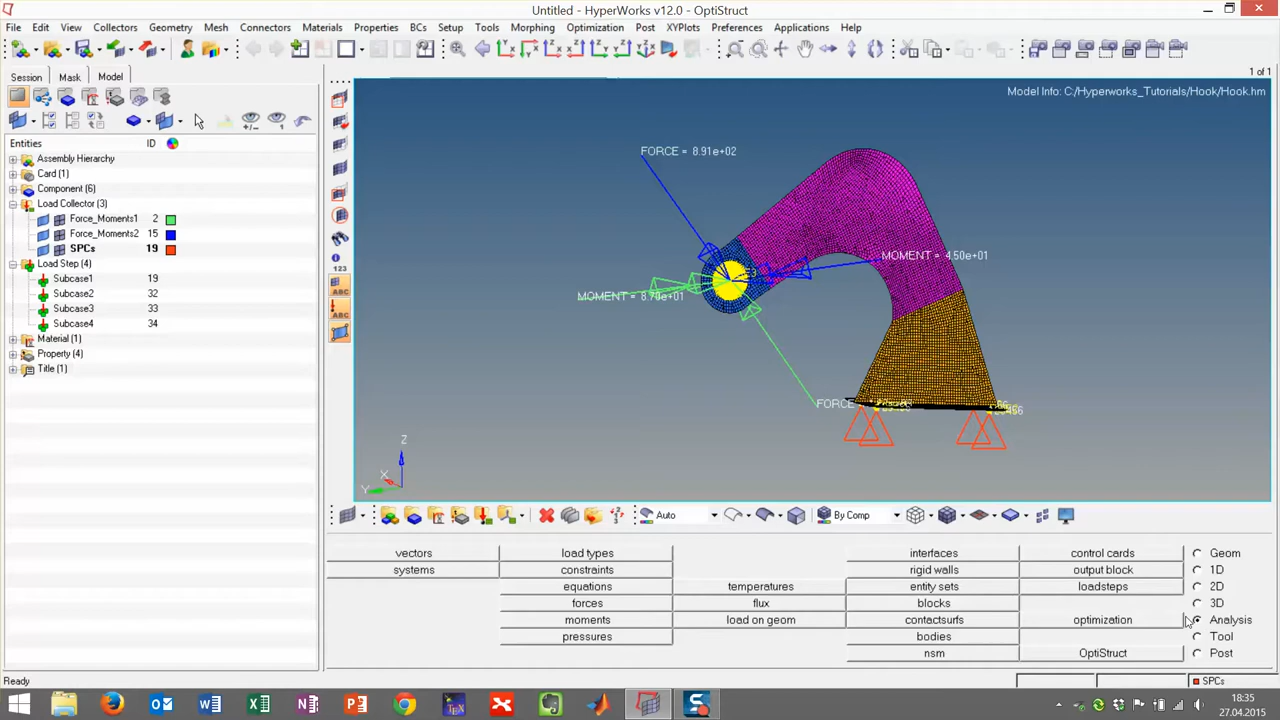 Untitled - HyperWorks v12.0 - OptiStruct
File Edit View Collectors Geometry Mesh Connectors Materials Properties BCs Setup Tools Morphing Optimization Post XYPlots Preferences Applications Help
Session Mask Model
1 of 1
Model Info: C:/Hyperworks_Tutorials/Hook/Hook.hm
Entities ID
Assembly Hierarchy
Card (1)
Component (6)
Load Collector (3)
Force_Moments1 2
Force_Moments2 15
SPCs 19
Load Step (4)
Subcase1 19
Subcase2 32
Subcase3 33
Subcase4 34
Material (1)
Property (4)
Title (1)
123
ABC
ABC
FORCE = 8.91e+02
MOMENT = 4.50e+01
MOMENT = 8.70e+01
FORCE
Z
X
Y
Auto
By Comp
vectors load types interfaces control cards Geom
systems constraints rigid walls output block 1D
equations temperatures entity sets loadsteps 2D
forces flux blocks 3D
moments load on geom contactsurfs optimization Analysis
pressures bodies Tool
nsm OptiStruct Post
Ready
SPCs
18:35
27.04.2015